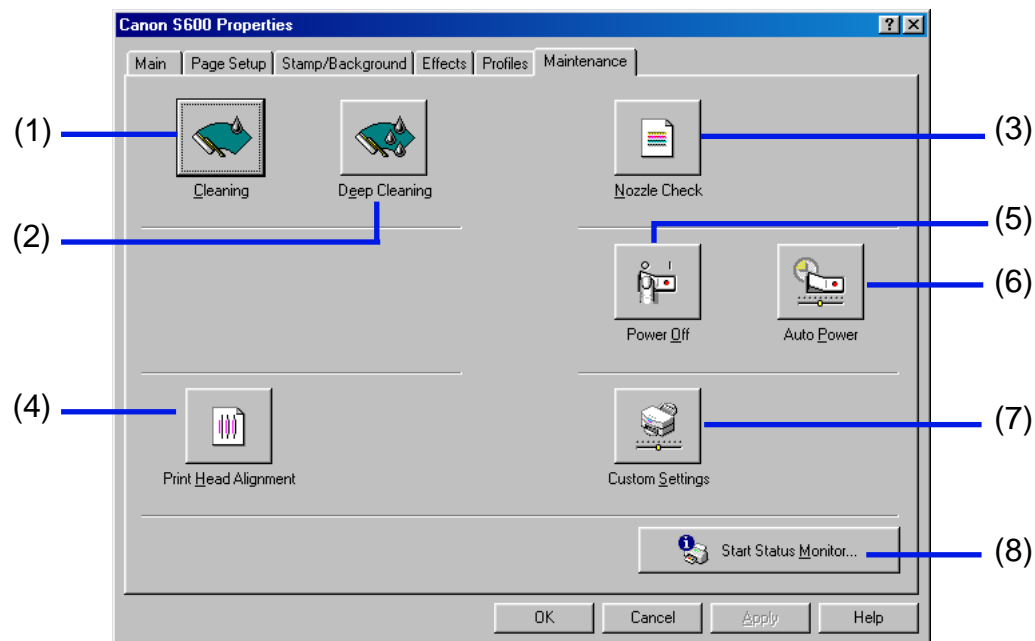 Canon S600 Properties
Main Page Setup Stamp/Background Effects Profiles Maintenance
(1)
(3)
Cleaning Deep Cleaning Nozzle Check
(2)
(5)
(6)
Power Off Auto Power
(4)
(7)
Print Head Alignment Custom Settings
Start Status Monitor...
(8)
OK Cancel Apply Help